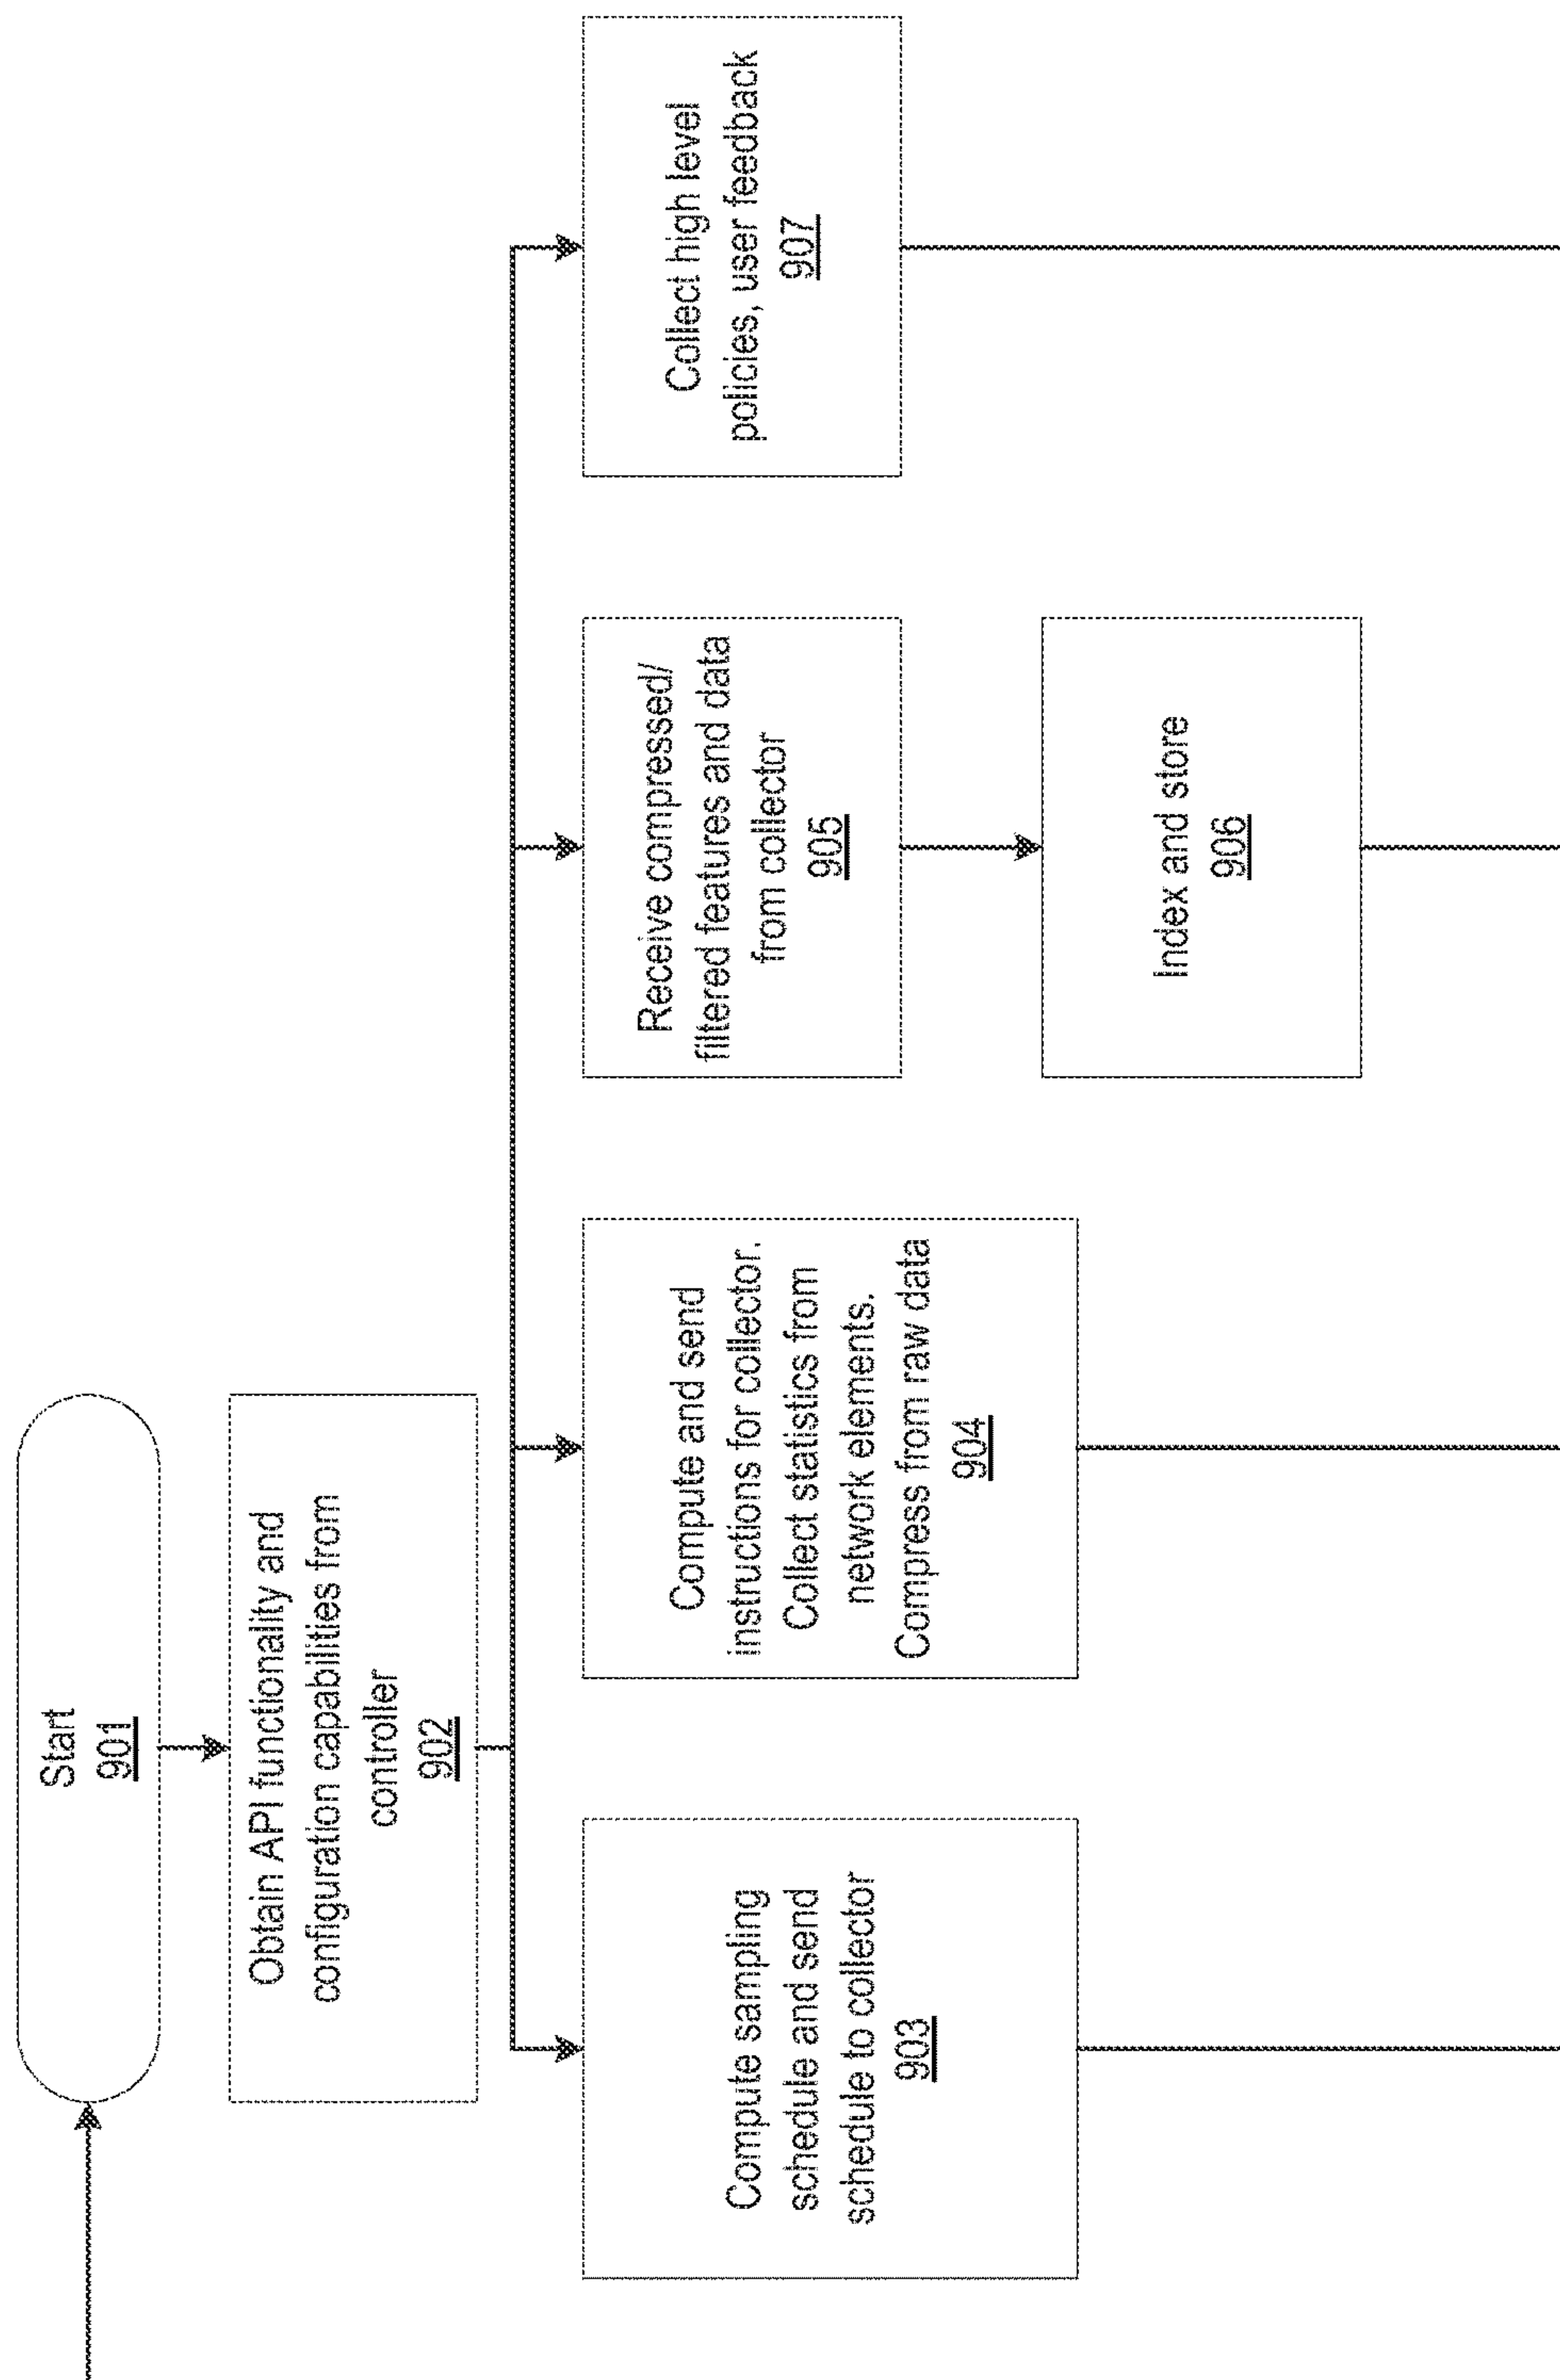 Start
901
Obtain API functionality and
configuration capabilities from
controller
902
Compute sampling
schedule and send
schedule to collector
903
Compute and send
instructions for collector.
Collect statistics from
network elements.
Compress from raw data
904
Receive compressed/
filtered features and data
from collector
905
Index and store
906
Collect high level
policies, user feedback
907